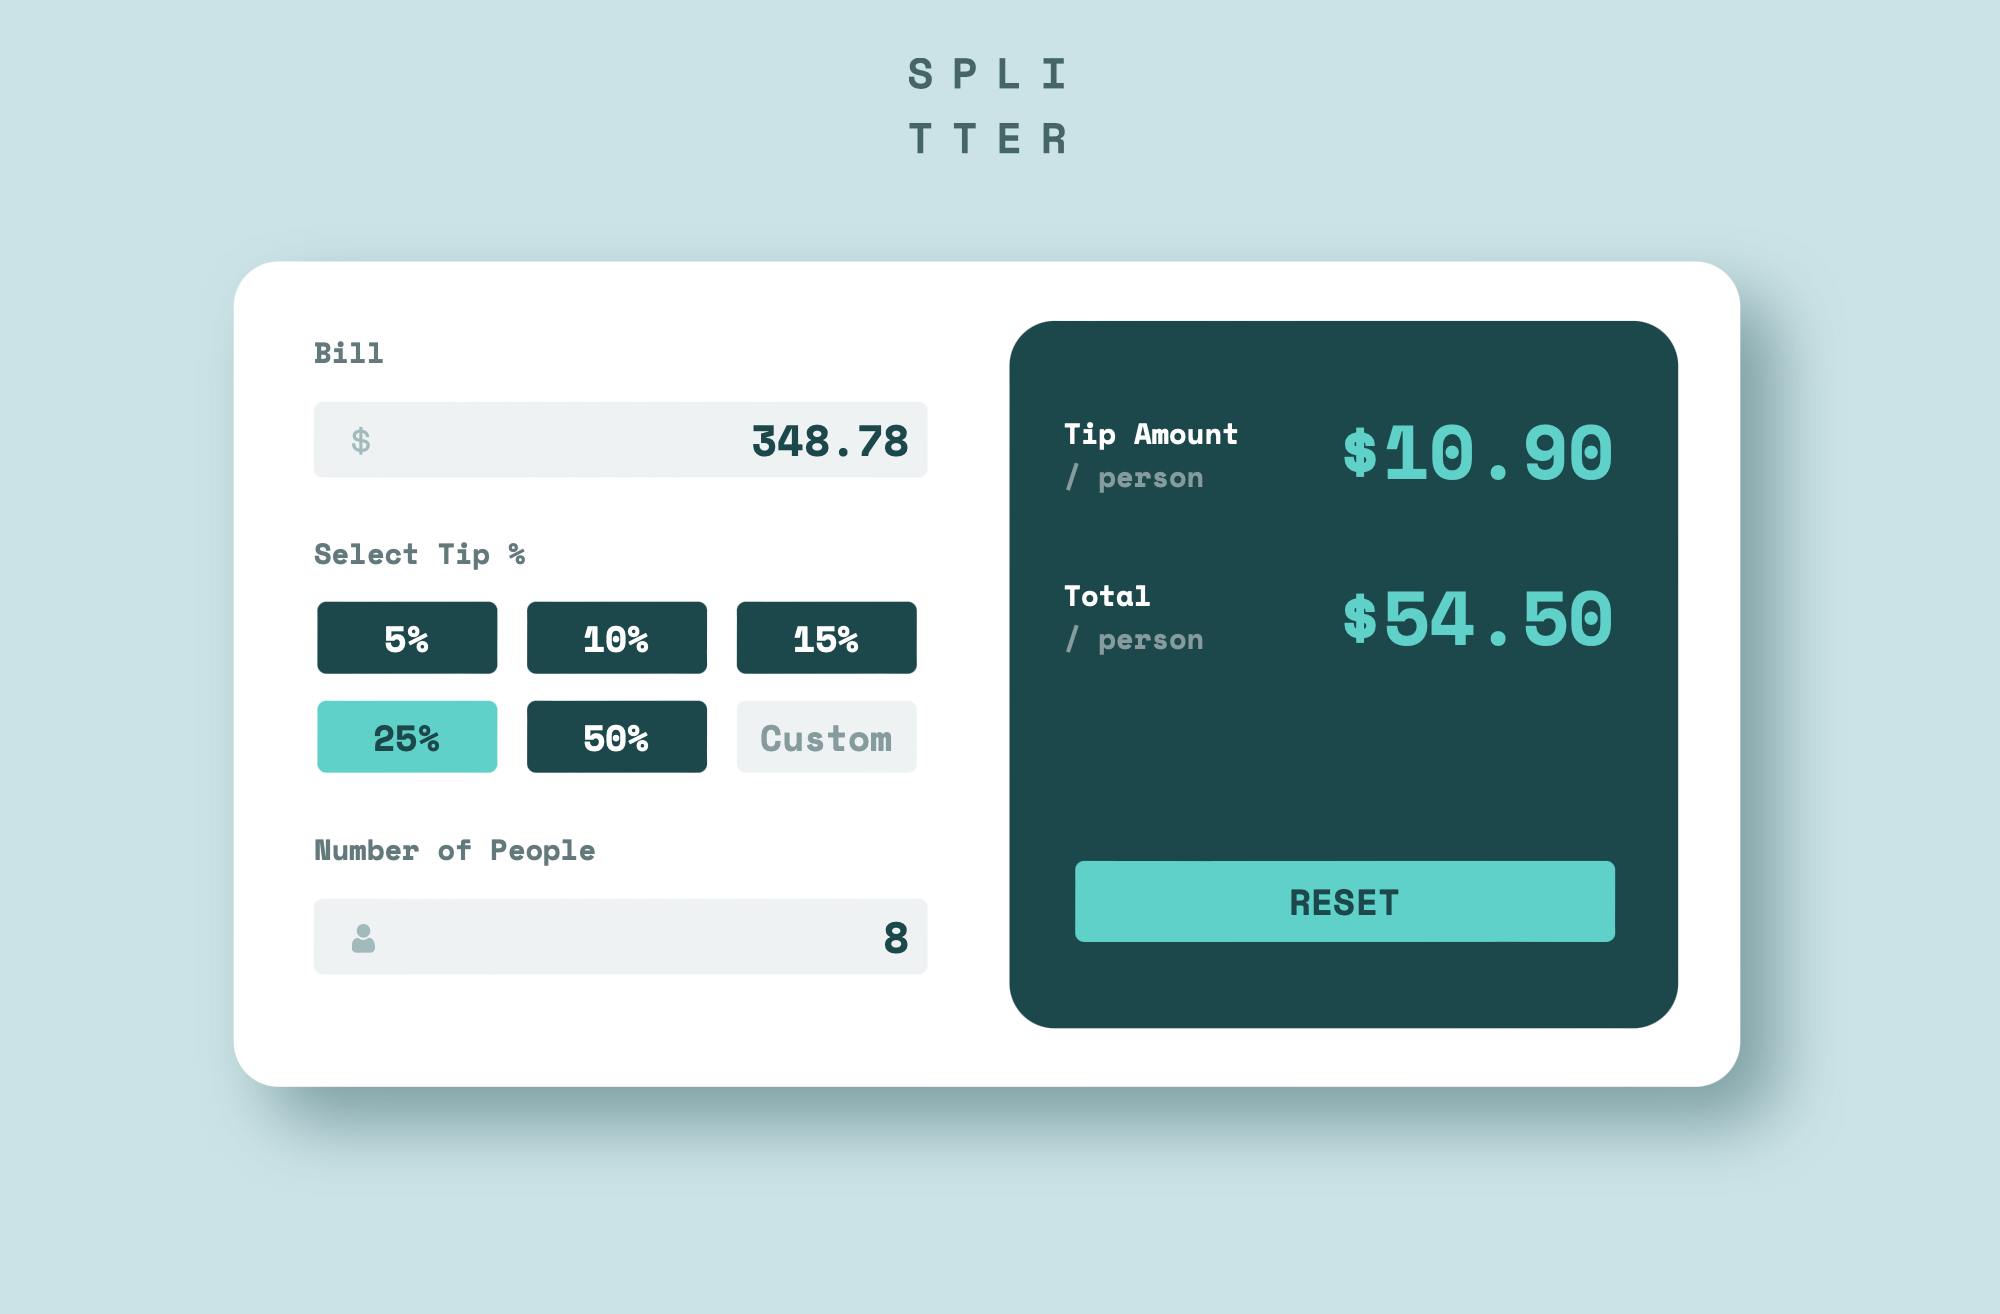 S P L I
T T E R
Bill
$ 348.78
Select Tip %
5% 10% 15%
25% 50% Custom
Number of People
8
Tip Amount
/ person
$10.90
Total
/ person
$54.50
RESET